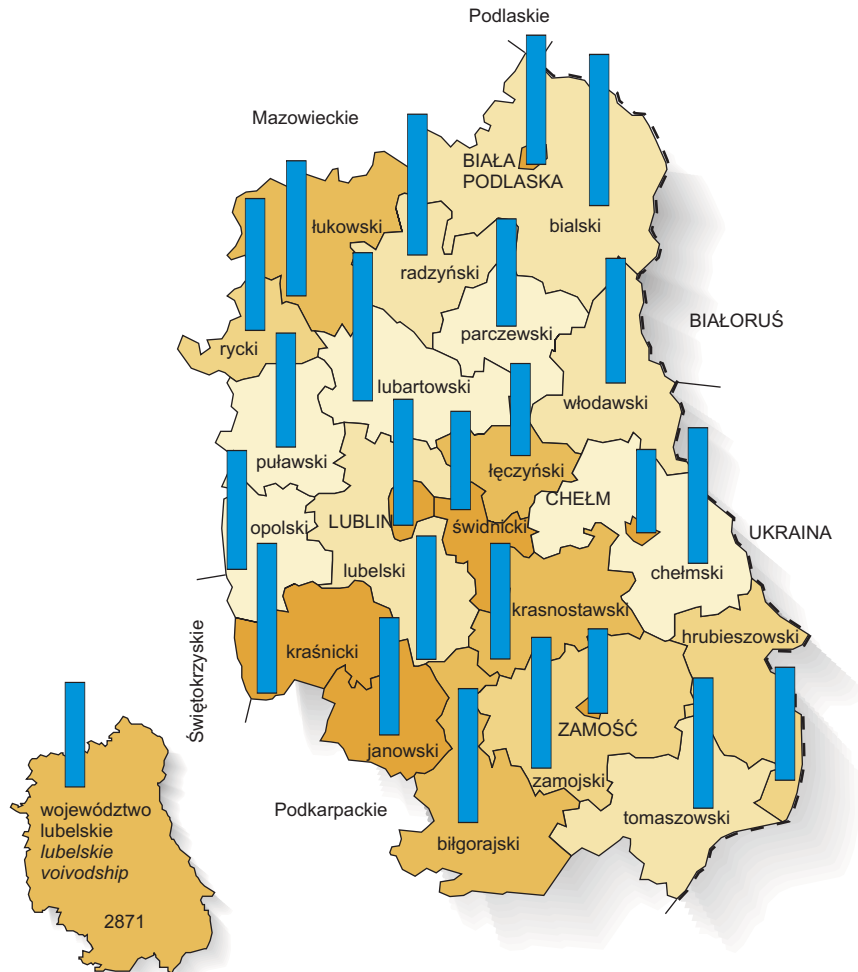 Podlaskie
Mazowieckie
BIAŁA
PODLASKA
łukowski
bialski
radzyński
BIAŁORUŚ
parczewski
rycki
lubartowski
włodawski
puławski
łęczyński
CHEŁM
opolski
LUBLIN
świdnicki
UKRAINA
lubelski
chełmski
krasnostawski
hrubieszowski
kraśnicki
Świętokrzyskie
ZAMOŚĆ
janowski
zamojski
Podkarpackie
tomaszowski
biłgorajski
województwo
lubelskie
lubelskie
voivodship
2871